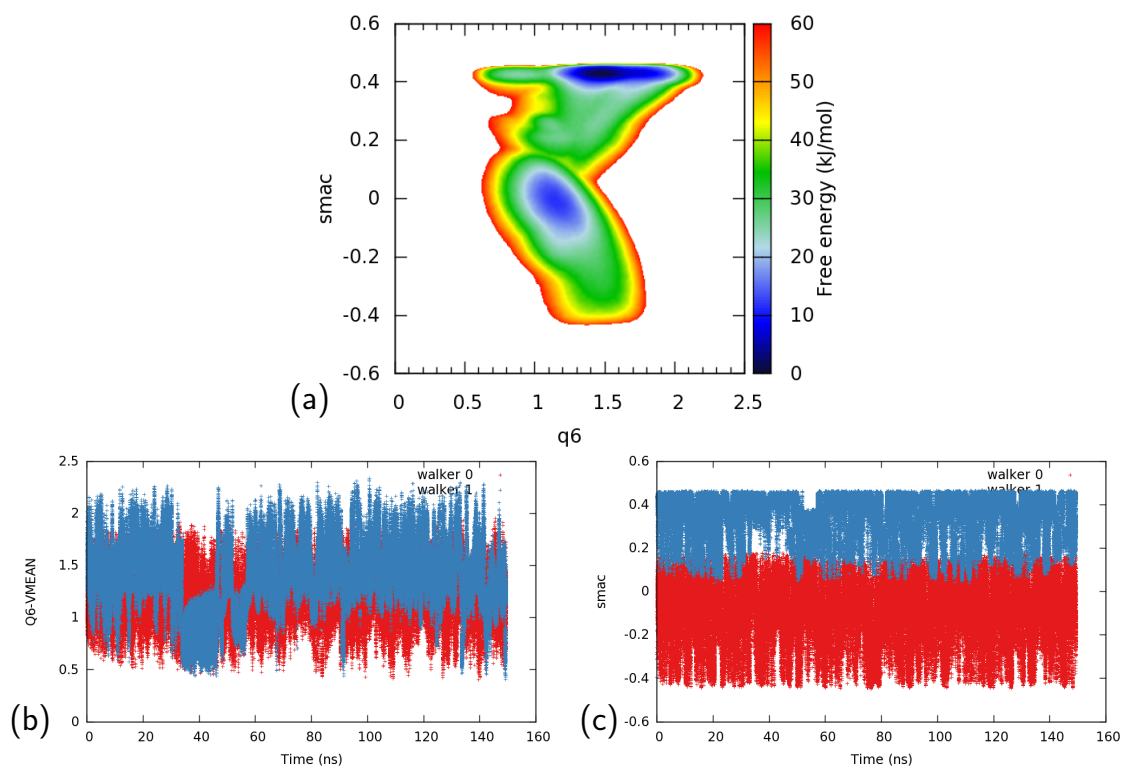 0.6
0.4
0.2
0
-0.2
-0.4
-0.6
smac
0 0.5 1 1.5 2 2.5
q6
60
50
40
30
20
10
0
Free energy (kJ/mol)
(a)
2.5
2
1.5
1
0.5
0
Q6-VMEAN
walker 0
walker 1
0 20 40 60 80 100 120 140 160
Time (ns)
(b)
0.6
0.4
0.2
0
-0.2
-0.4
-0.6
smac
walker 0
walker 1
0 20 40 60 80 100 120 140 160
Time (ns)
(c)